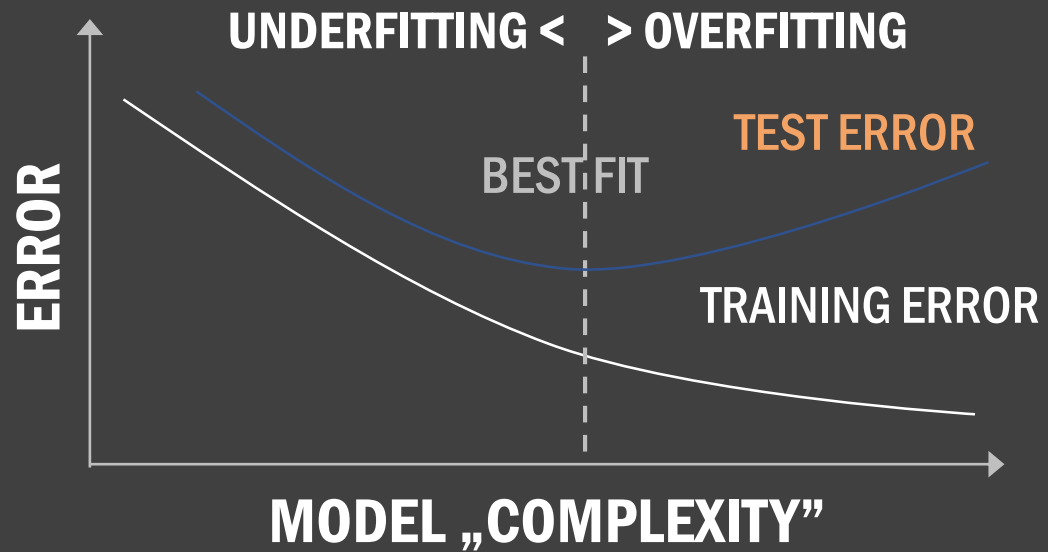 UNDERFITTING < > OVERFITTING
TEST ERROR
BEST FIT
ERROR
TRAINING ERROR
MODEL „COMPLEXITY”